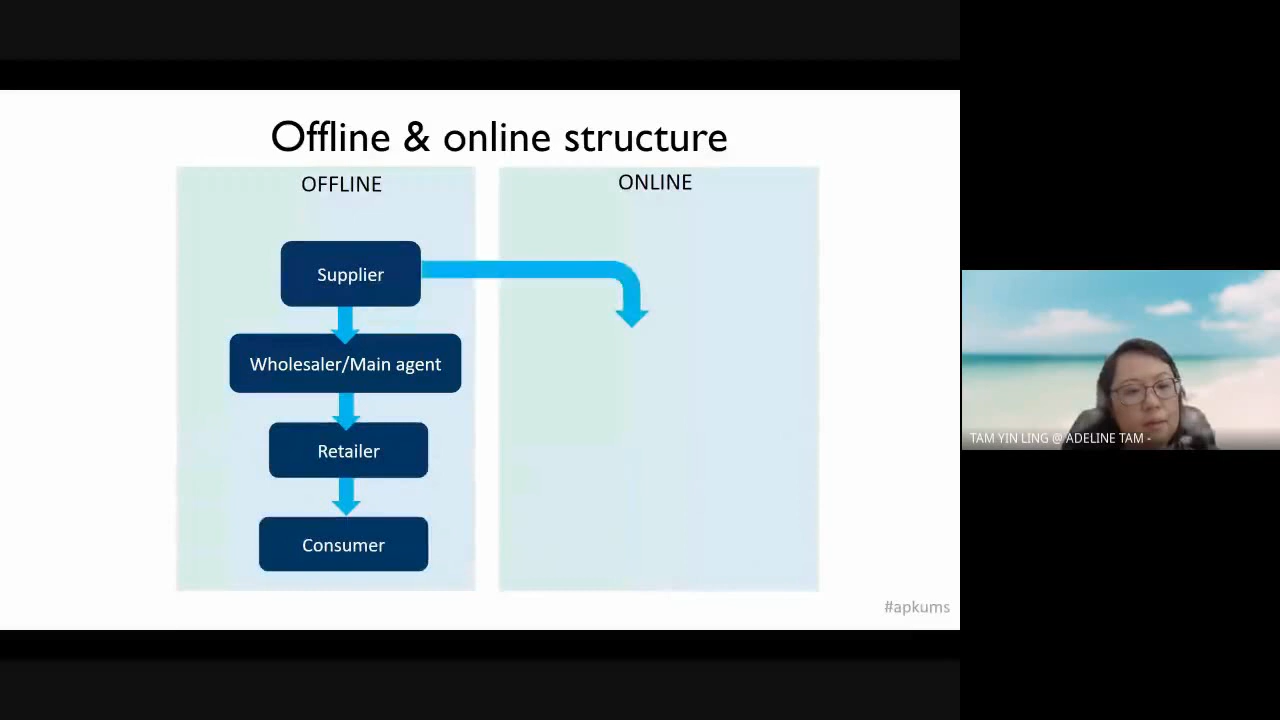 Offline & online structure
OFFLINE
ONLINE
Supplier
Wholesaler/Main agent
Retailer
Consumer
#apkums
TAM YIN LING @ ADELINE TAM -